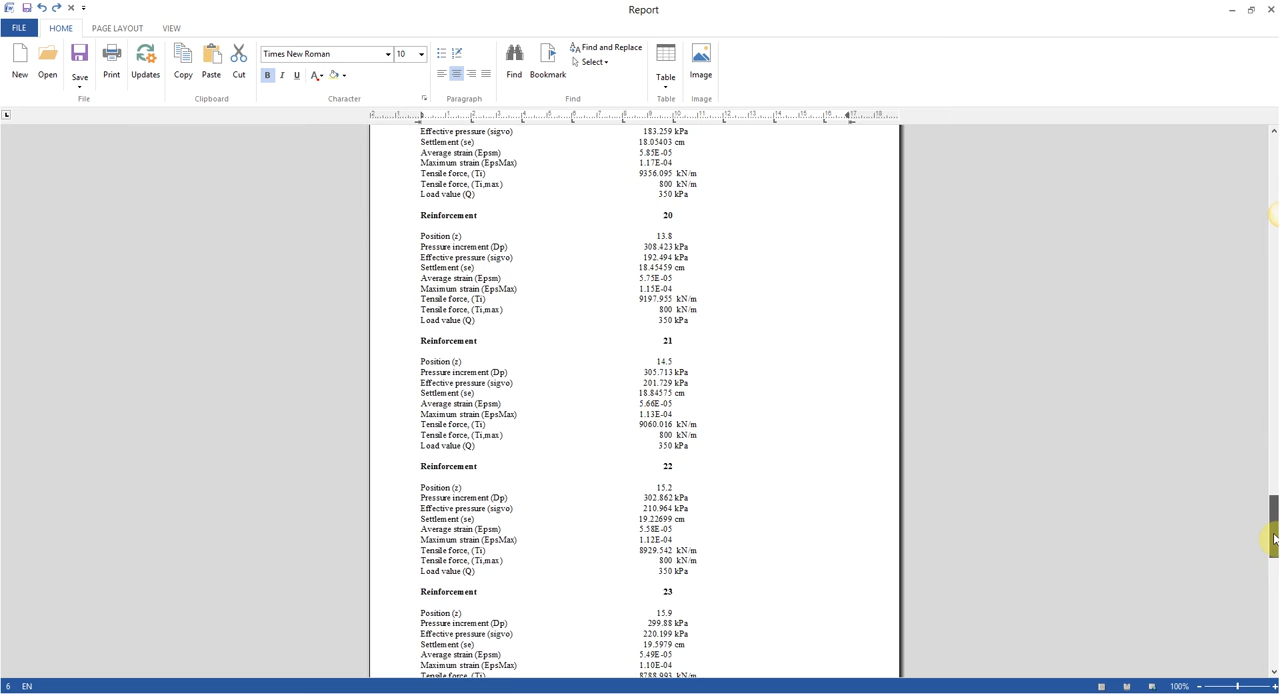 Report
FILE HOME PAGE LAYOUT VIEW
New Open Save Print Updates Copy Paste Cut
Times New Roman 10
B I U
Find Bookmark
Find and Replace
Select
Table Image
File Clipboard Character Paragraph Find Table Image
Effective pressure (sigvo) 183.259 kPa
Settlement (se) 18.05403 cm
Average strain (Epsm) 5.85E-05
Maximum strain (EpsMax) 1.17E-04
Tensile force, (Ti) 9356.095 kN/m
Tensile force, (Ti,max) 800 kN/m
Load value (Q) 350 kPa
Reinforcement 20
Position (z) 13.8
Pressure increment (Dp) 308.423 kPa
Effective pressure (sigvo) 192.494 kPa
Settlement (se) 18.45459 cm
Average strain (Epsm) 5.75E-05
Maximum strain (EpsMax) 1.15E-04
Tensile force, (Ti) 9197.955 kN/m
Tensile force, (Ti,max) 800 kN/m
Load value (Q) 350 kPa
Reinforcement 21
Position (z) 14.5
Pressure increment (Dp) 305.713 kPa
Effective pressure (sigvo) 201.729 kPa
Settlement (se) 18.84575 cm
Average strain (Epsm) 5.66E-05
Maximum strain (EpsMax) 1.13E-04
Tensile force, (Ti) 9060.016 kN/m
Tensile force, (Ti,max) 800 kN/m
Load value (Q) 350 kPa
Reinforcement 22
Position (z) 15.2
Pressure increment (Dp) 302.862 kPa
Effective pressure (sigvo) 210.964 kPa
Settlement (se) 19.22699 cm
Average strain (Epsm) 5.58E-05
Maximum strain (EpsMax) 1.12E-04
Tensile force, (Ti) 8929.542 kN/m
Tensile force, (Ti,max) 800 kN/m
Load value (Q) 350 kPa
Reinforcement 23
Position (z) 15.9
Pressure increment (Dp) 299.88 kPa
Effective pressure (sigvo) 220.199 kPa
Settlement (se) 19.5979 cm
Average strain (Epsm) 5.49E-05
Maximum strain (EpsMax) 1.10E-04
Tensile force, (Ti) 8788.993 kN/m
6 EN 100%